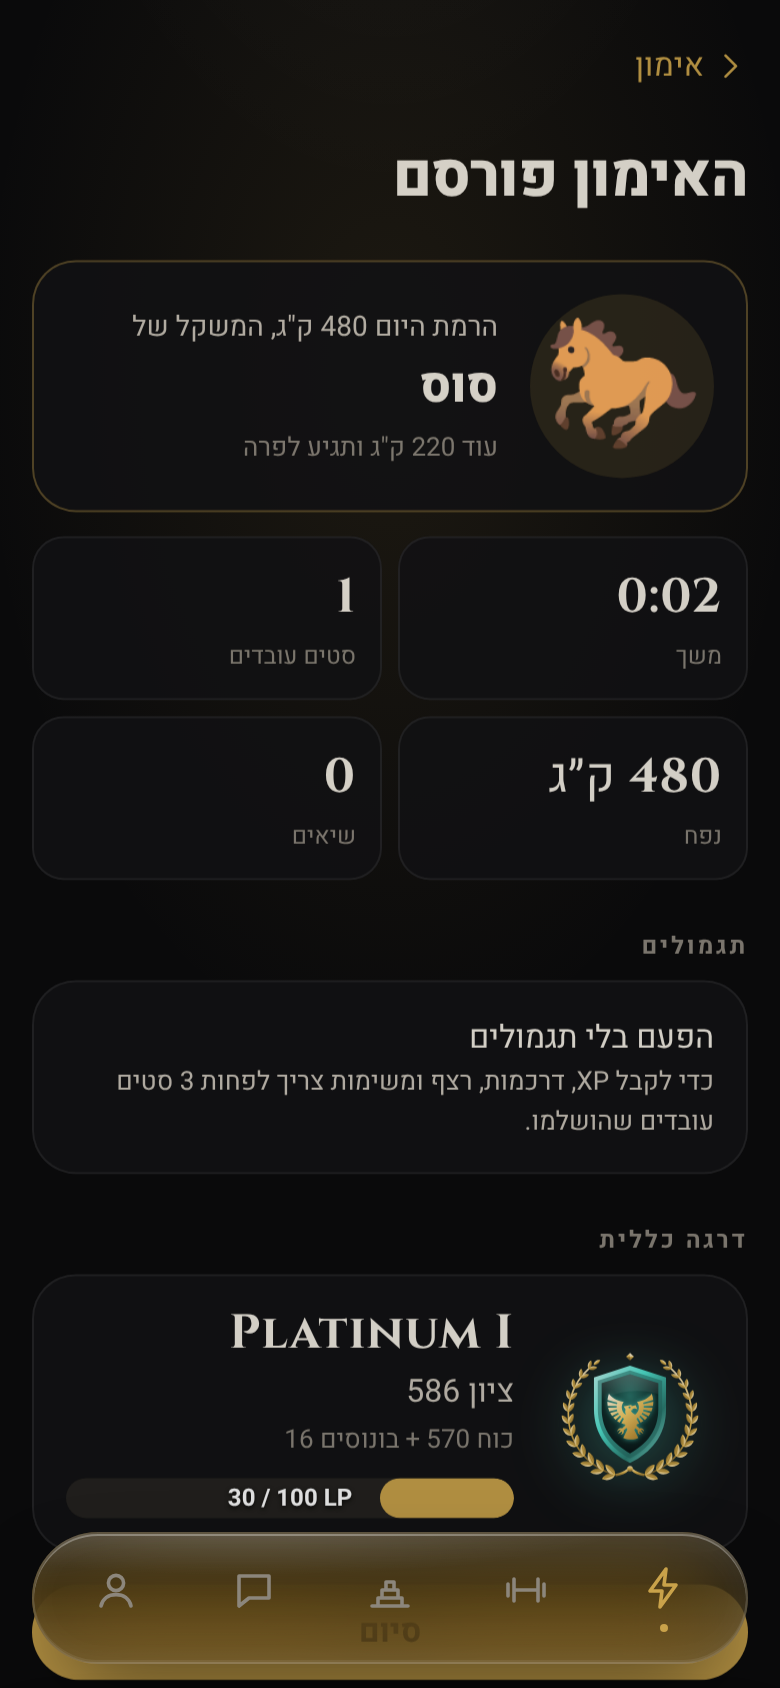 אימון
האימון פורסם
הרמת היום 480 ק"ג, המשקל של
סוס
עוד 220 ק"ג ותגיע לפרה
0:02
משך
1
סטים עובדים
480 ק״ג
נפח
0
שיאים
תגמולים
הפעם בלי תגמולים
כדי לקבל XP, דרכמות, רצף ומשימות צריך לפחות 3 סטים
עובדים שהושלמו.
דרגה כללית
PLATINUM I
ציון 586
כוח 570 + בונוסים 16
30 / 100 LP
סיום